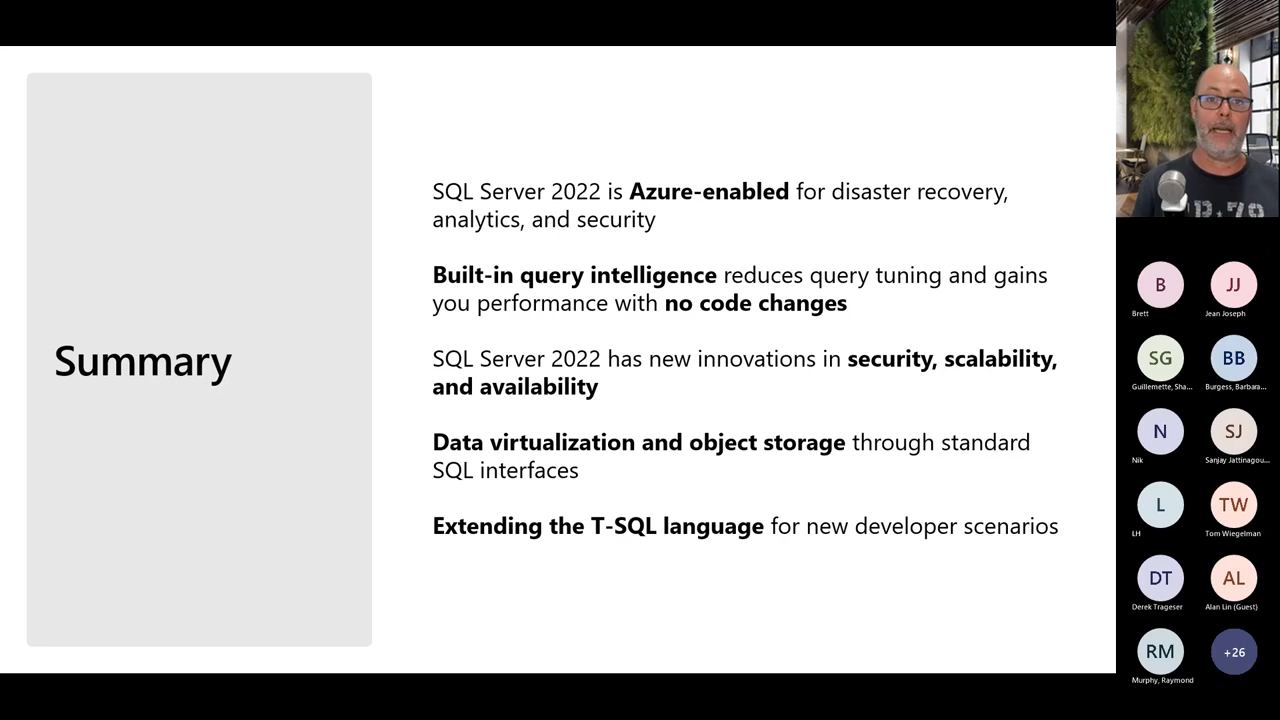 Summary
SQL Server 2022 is Azure-enabled for disaster recovery,
analytics, and security
Built-in query intelligence reduces query tuning and gains
you performance with no code changes
SQL Server 2022 has new innovations in security, scalability,
and availability
Data virtualization and object storage through standard
SQL interfaces
Extending the T-SQL language for new developer scenarios
B
Brett
JJ
Jean Joseph
SG
Guillemette, Sha...
BB
Burgess, Barbara...
N
Nik
SJ
Sanjay Jattinagou...
L
LH
TW
Tom Wiegelman
DT
Derek Trageser
AL
Alan Lin (Guest)
RM
Murphy, Raymond
+26